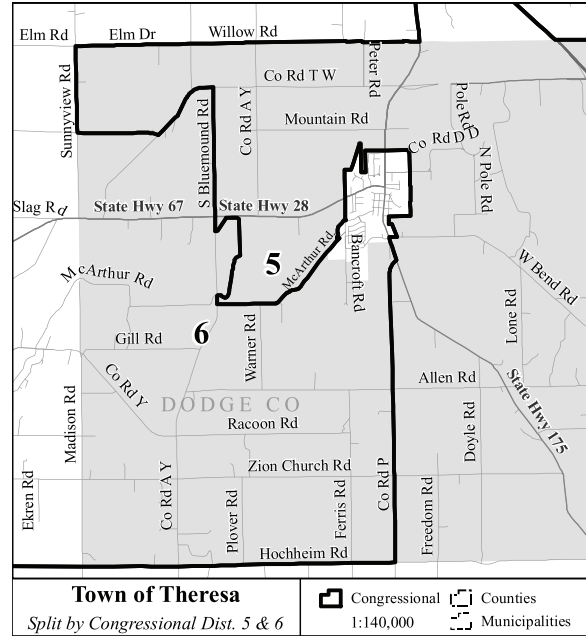 Elm Rd
Elm Dr
Willow Rd
Sunnyview Rd
Peter Rd
Co Rd T W
Co Rd A Y
S Bluemound Rd
Pole Rd
Mountain Rd
Co Rd D D
N Pole Rd
Slag Rd
State Hwy 67
State Hwy 28
McArthur Rd
5
McArthur Rd
Bancroft Rd
W Bend Rd
Lone Rd
Gill Rd
6
Warner Rd
Co Rd Y
Allen Rd
State Hwy 175
DODGE CO
Madison Rd
Racoon Rd
Doyle Rd
Zion Church Rd
Ekren Rd
Co Rd A Y
Plover Rd
Ferris Rd
Co Rd P
Freedom Rd
Hochheim Rd
Town of Theresa
Split by Congressional Dist. 5 & 6
Congressional
Counties
1:140,000
Municipalities